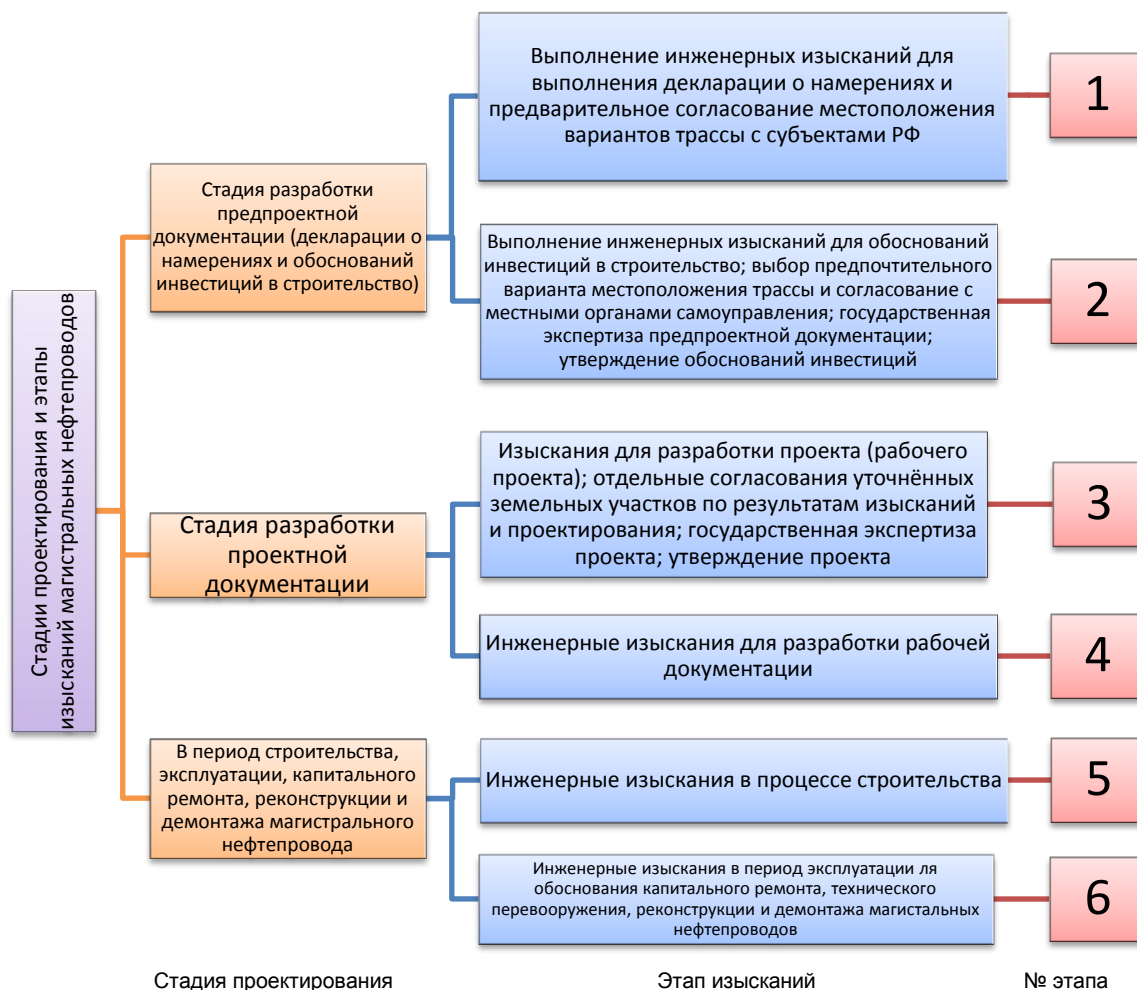 Стадии проектирования и этапы
изысканий магистральных нефтепроводов
Стадия разработки
предпроектной
документации (декларации о
намерениях и обоснований
инвестиций в строительство)
Выполнение инженерных изысканий для
выполнения декларации о намерениях и
предварительное согласование местоположения
вариантов трассы с субъектами РФ
1
Выполнение инженерных изысканий для обоснований
инвестиций в строительство; выбор предпочтительного
варианта местоположения трассы и согласование с
местными органами самоуправления; государственная
экспертиза предпроектной документации;
утверждение обоснований инвестиций
2
Стадия разработки
проектной
документации
Изыскания для разработки проекта (рабочего
проекта); отдельные согласования уточнённых
земельных участков по результатам изысканий
и проектирования; государственная экспертиза
проекта; утверждение проекта
3
Инженерные изыскания для разработки рабочей
документации
4
В период строительства,
эксплуатации, капитального
ремонта, реконструкции и
демонтажа магистрального
нефтепровода
Инженерные изыскания в процессе строительства
5
Инженерные изыскания в период эксплуатации ля
обоснования капитального ремонта, технического
перевооружения, реконструкции и демонтажа магистальных
нефтепроводов
6
Стадия проектирования
Этап изысканий
№ этапа